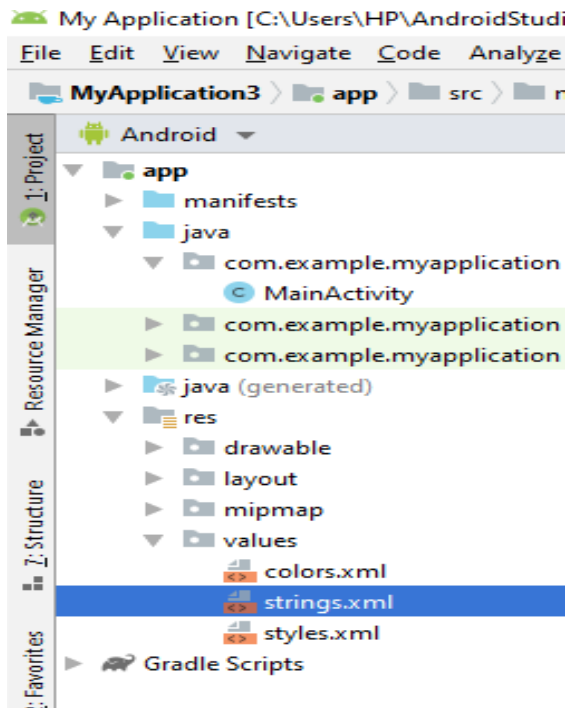 My Application [C:\Users\HP\AndroidStudi
File Edit View Navigate Code Analyze
MyApplication3 app src
Android
1: Project
app
manifests
java
com.example.myapplication
MainActivity
com.example.myapplication
com.example.myapplication
java (generated)
res
drawable
layout
mipmap
values
colors.xml
strings.xml
styles.xml
Gradle Scripts
Resource Manager
7: Structure
Favorites